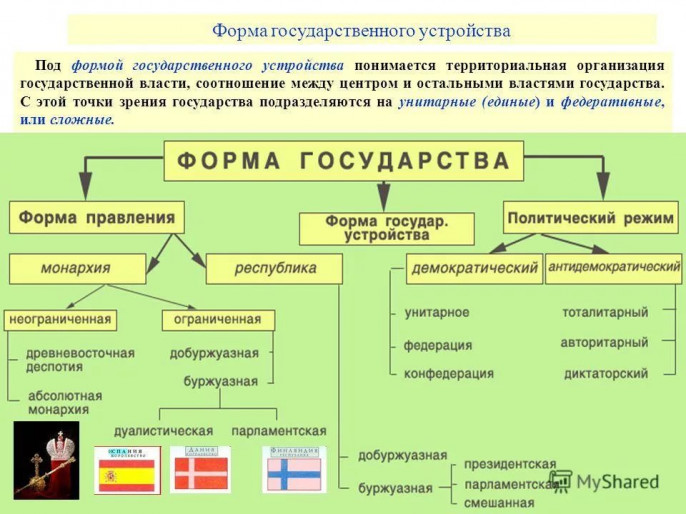 Форма государственного устройства
Под формой государственного устройства понимается территориальная организация
государственной власти, соотношение между центром и остальными властями государства.
С этой точки зрения государства подразделяются на унитарные (единые) и федеративные,
или сложные.
ФОРМА ГОСУДАРСТВА
Форма правления
Форма государ.
устройства
Политический режим
монархия
республика
демократический
антидемократический
неограниченная
ограниченная
унитарное
тоталитарный
древневосточная
деспотия
добуржуазная
федерация
авторитарный
буржуазная
конфедерация
диктаторский
абсолютная
монархия
дуалистическая
парламентская
ИСПАНИЯ
КОРОЛЕВСТВО
ДАНИЯ
КОРОЛЕВСТВО
ФИНЛЯНДИЯ
добуржуазная
буржуазная
президентская
парламентская
смешанная
MyShared